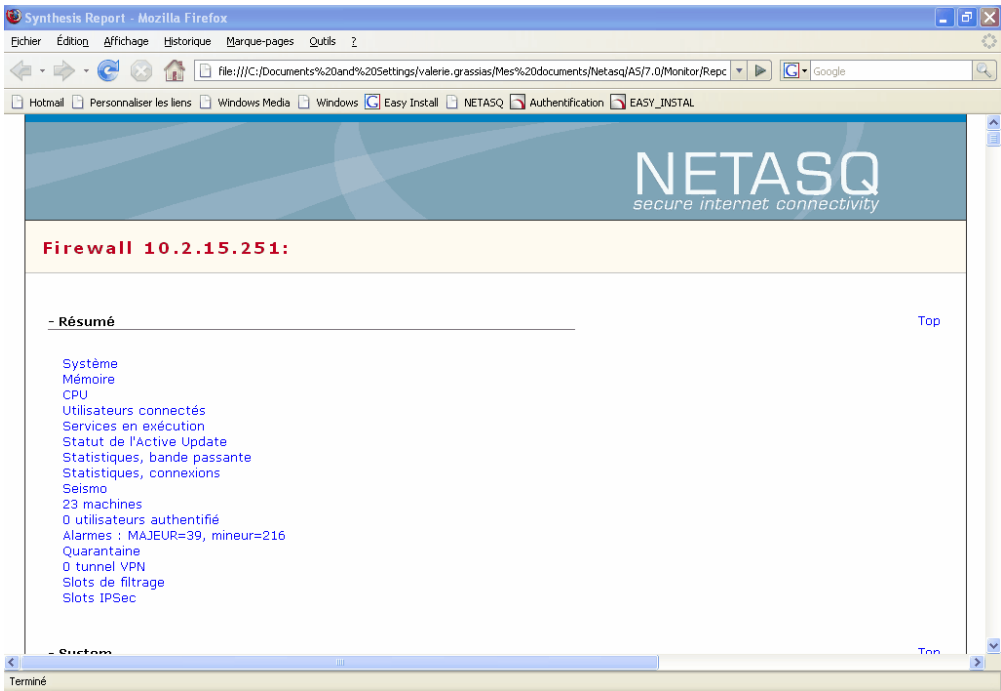 Synthesis Report - Mozilla Firefox
Fichier Édition Affichage Historique Marque-pages Outils ?
file:///C:/Documents%20and%20Settings/valerie.grassias/Mes%20documents/Netasq/AS/7.0/Monitor/Repc
Google
Hotmail Personnaliser les liens Windows Media Windows Easy Install NETASQ Authentification EASY_INSTAL
NETASQ
secure internet connectivity
Firewall 10.2.15.251:
- Résumé Top
Système
Mémoire
CPU
Utilisateurs connectés
Services en exécution
Statut de l'Active Update
Statistiques, bande passante
Statistiques, connexions
Seismo
23 machines
0 utilisateurs authentifié
Alarmes : MAJEUR=39, mineur=216
Quarantaine
0 tunnel VPN
Slots de filtrage
Slots IPSec
- System Top
Terminé